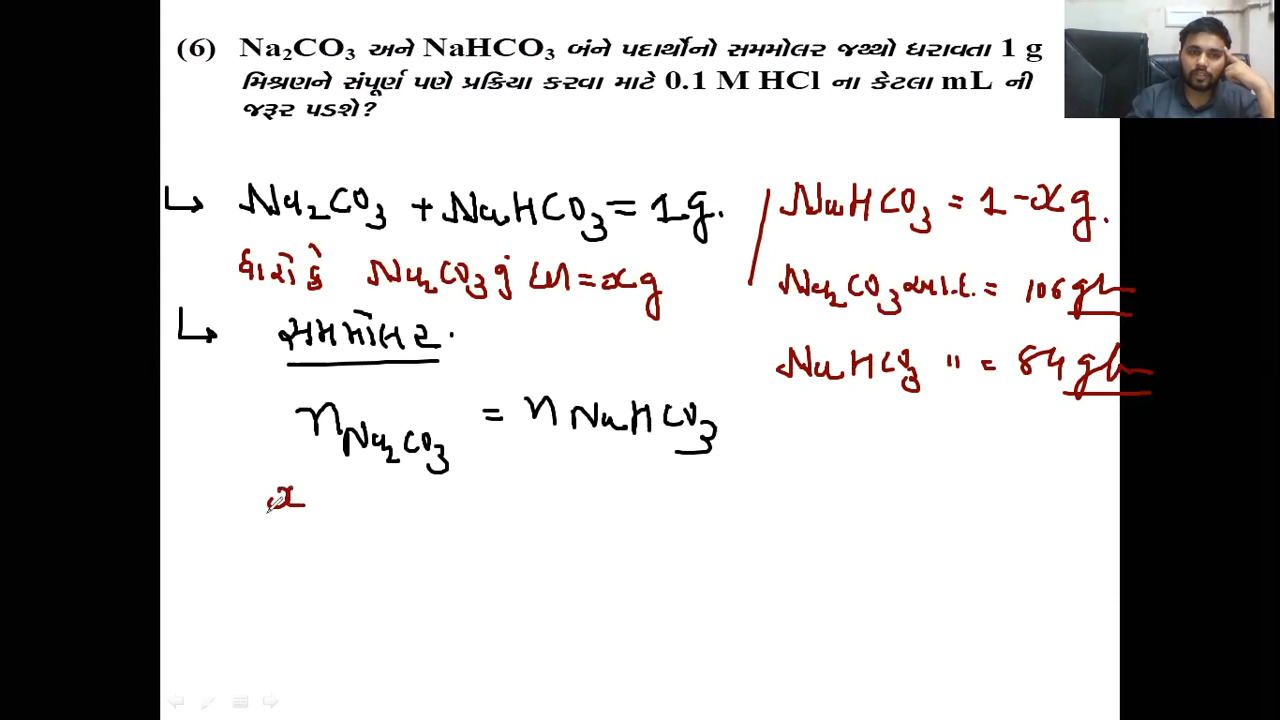 (6) Na₂CO₃ અને NaHCO₃ બંને પદાર્થોનો સમમોલર જથ્થો ધરાવતા 1 g
મિશ્રણને સંપૂર્ણ પણે પ્રક્રિયા કરવા માટે 0.1 M HCl ના કેટલા mL ની
જરૂર પડશે?
↳ Na₂CO₃ + NaHCO₃ = 1g.
ધારો કે Na₂CO₃ નું દળ = x g
↳ સમમોલર.
n Na₂CO₃ = n NaHCO₃
x
NaHCO₃ = 1 - x g.
Na₂CO₃ = 106
NaHCO₃ " = 84